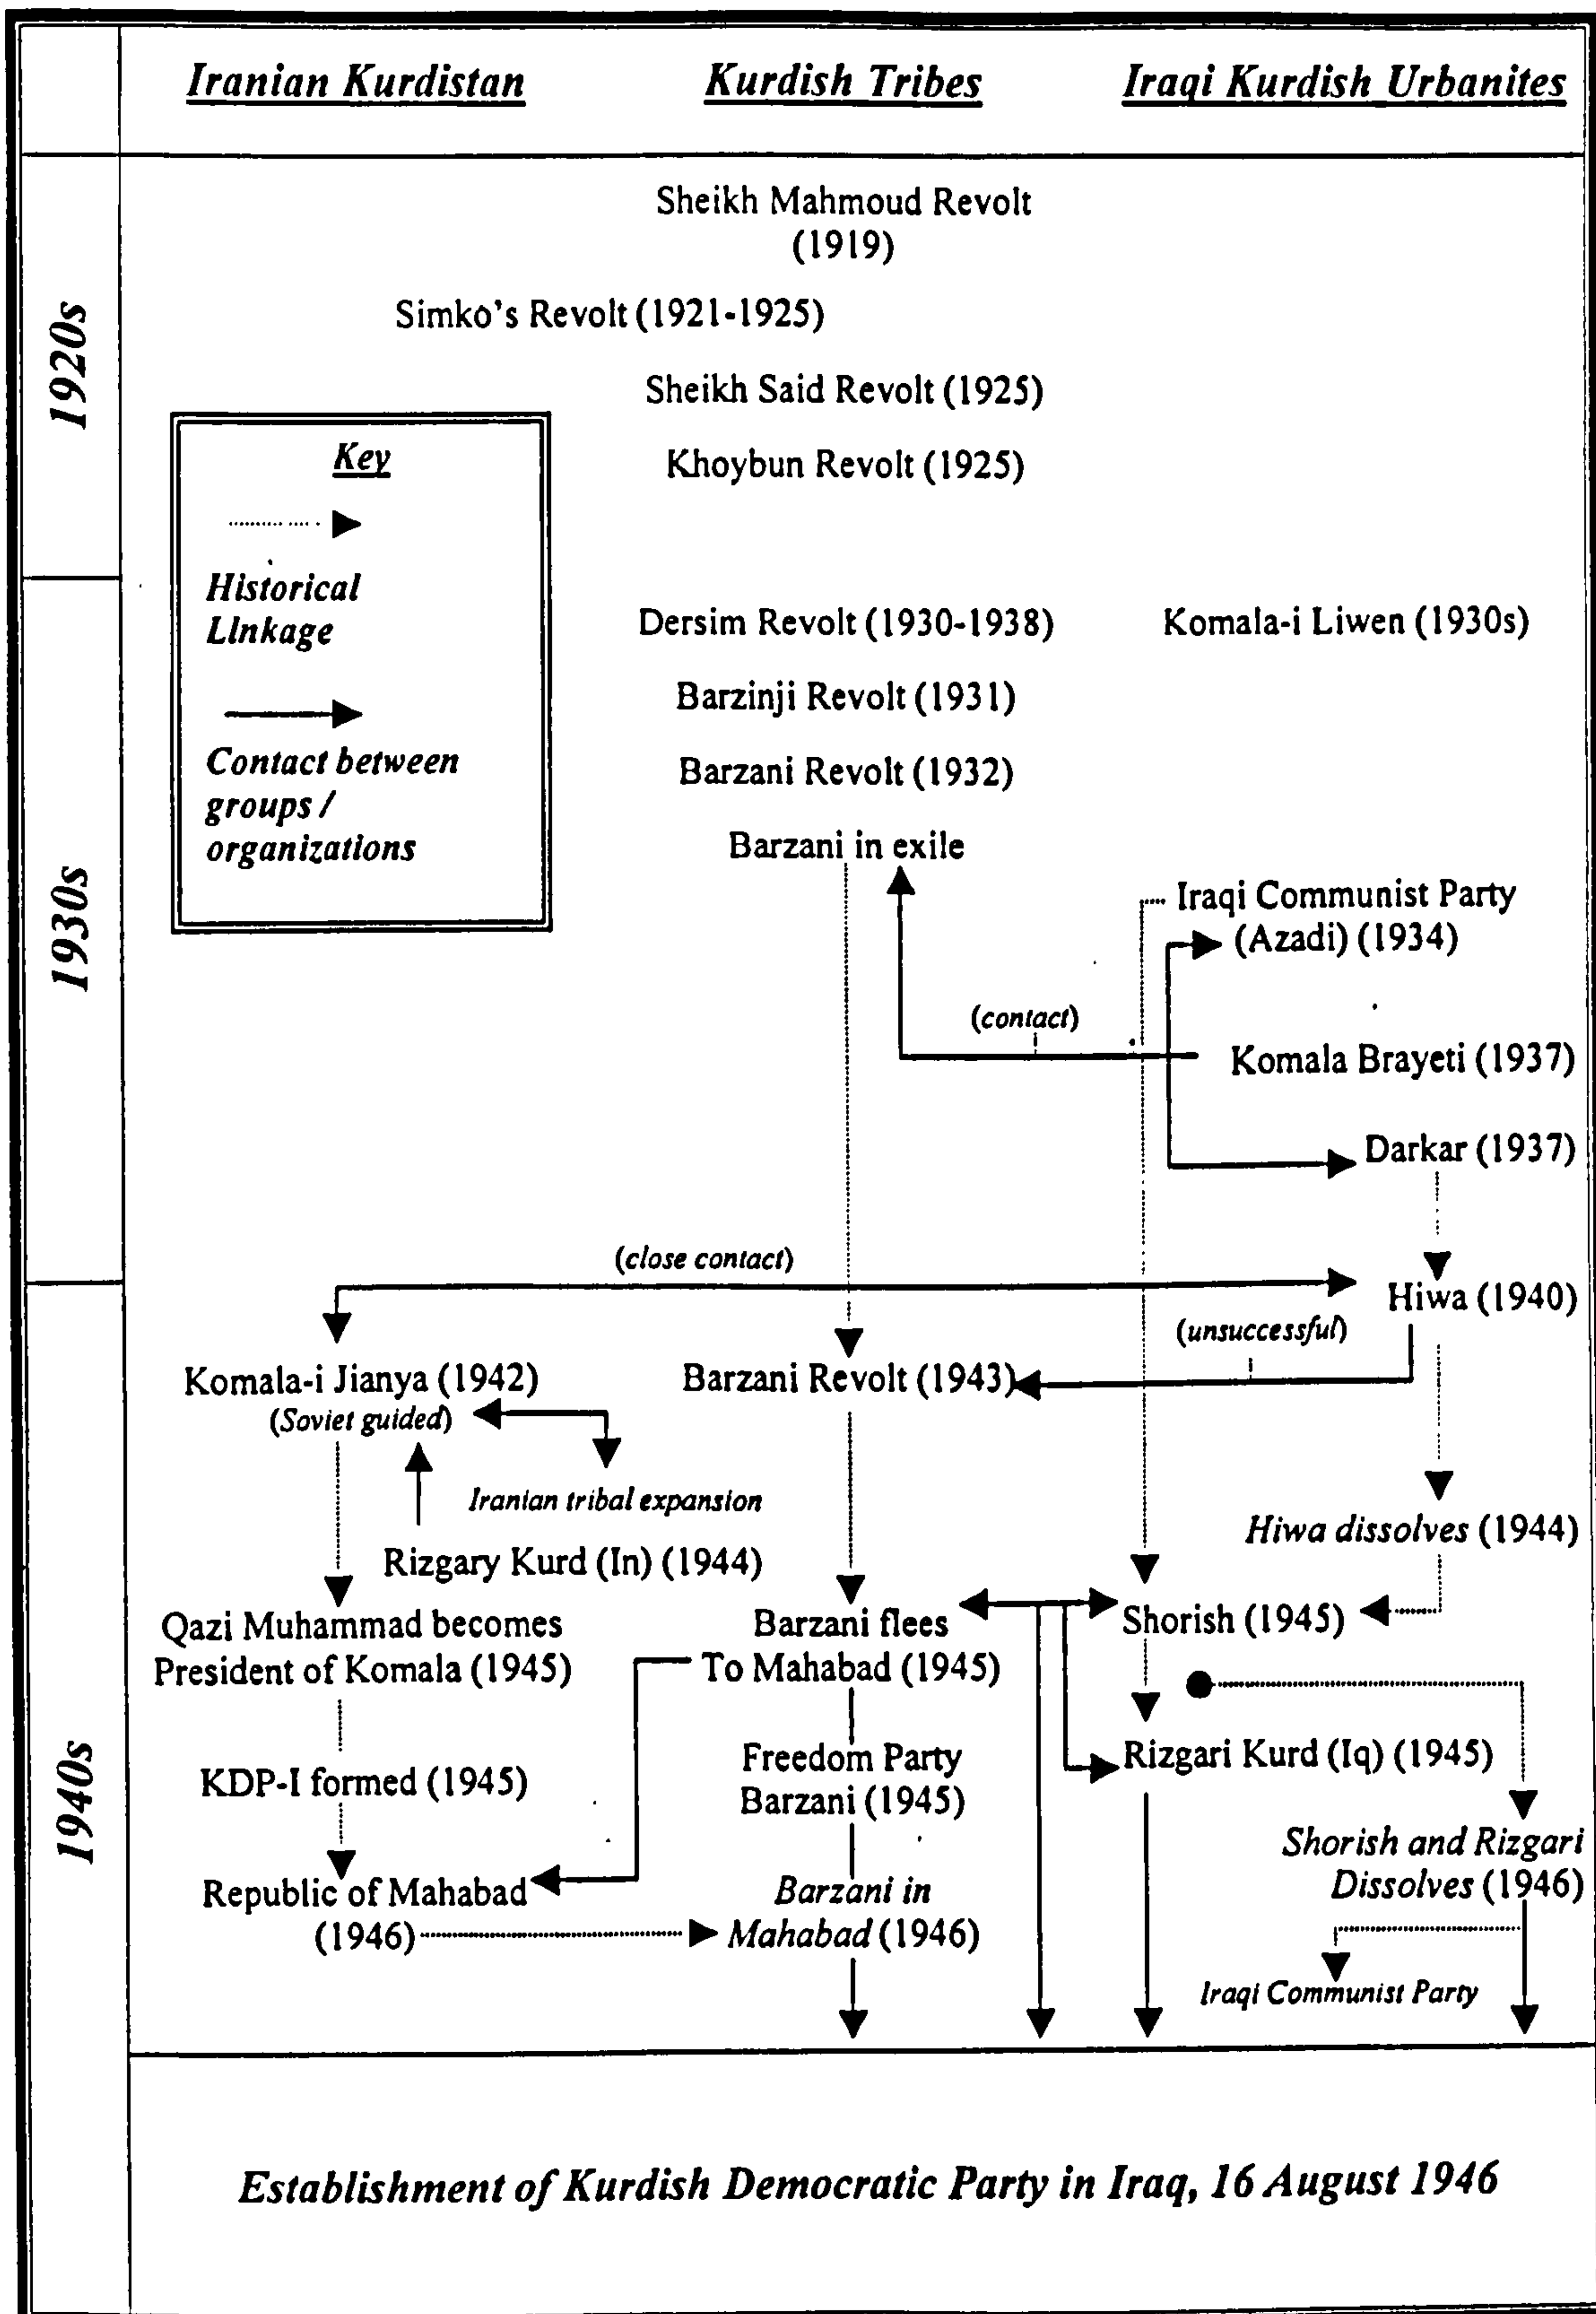 Iranian Kurdistan
Kurdish Tribes
Iraqi Kurdish Urbanites
1920s
Sheikh Mahmoud Revolt
(1919)
Simko's Revolt (1921-1925)
Sheikh Said Revolt (1925)
Khoybun Revolt (1925)
Key
Historical
Linkage
Contact between
groups /
organizations
1930s
Dersim Revolt (1930-1938)
Komala-i Liwen (1930s)
Barzinji Revolt (1931)
Barzani Revolt (1932)
Barzani in exile
Iraqi Communist Party
(Azadi) (1934)
(contact)
Komala Brayeti (1937)
Darkar (1937)
1940s
(close contact)
Hiwa (1940)
(unsuccessful)
Komala-i Jianya (1942)
(Soviet guided)
Barzani Revolt (1943)
Iranian tribal expansion
Hiwa dissolves (1944)
Rizgary Kurd (In) (1944)
Qazi Muhammad becomes
President of Komala (1945)
Barzani flees
To Mahabad (1945)
Shorish (1945)
KDP-I formed (1945)
Freedom Party
Barzani (1945)
Rizgari Kurd (Iq) (1945)
Shorish and Rizgari
Dissolves (1946)
Republic of Mahabad
(1946)
Barzani in
Mahabad (1946)
Iraqi Communist Party
Establishment of Kurdish Democratic Party in Iraq, 16 August 1946